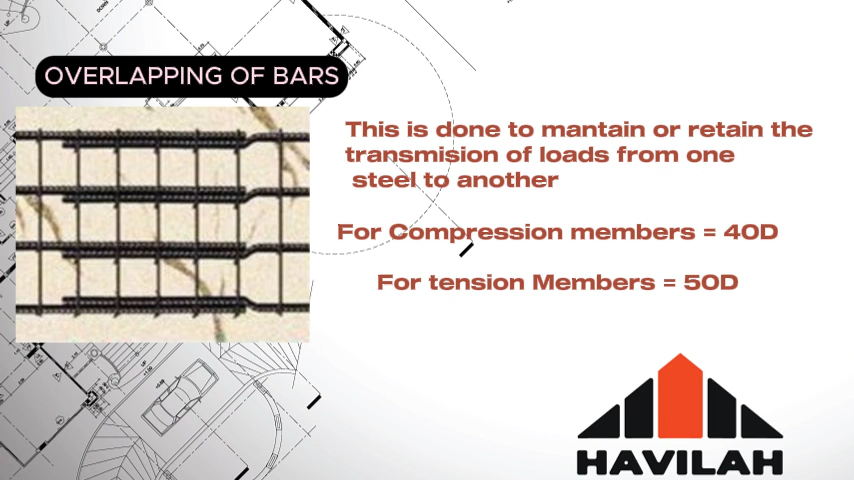 OVERLAPPING OF BARS
This is done to mantain or retain the
transmision of loads from one
steel to another
For Compression members = 40D
For tension Members = 50D
HAVILAH